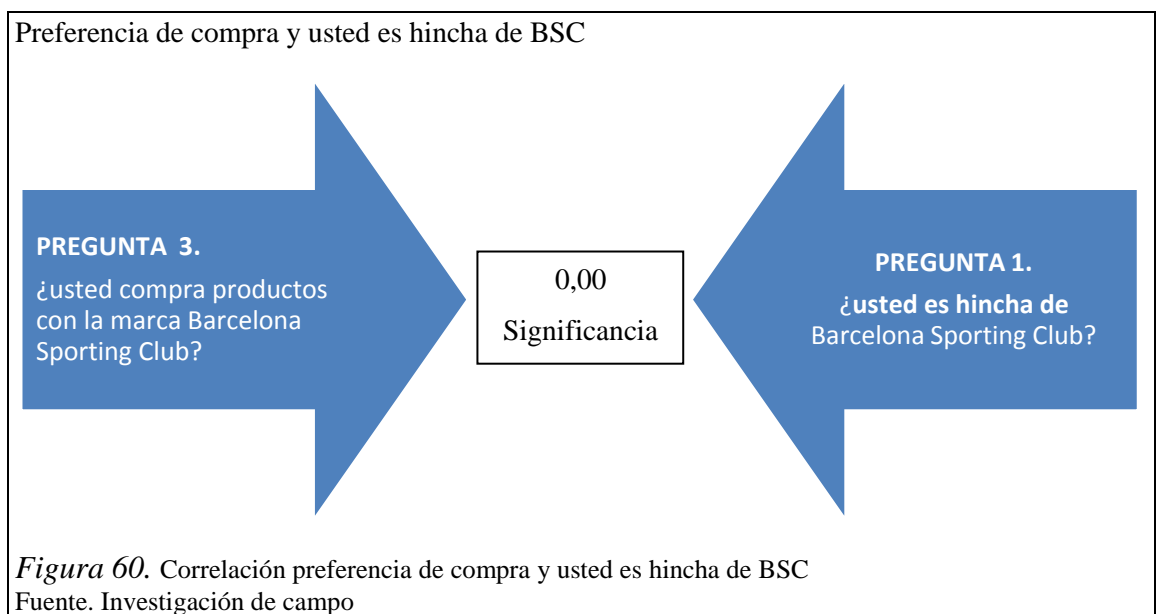 Preferencia de compra y usted es hincha de BSC
PREGUNTA 3.
¿usted compra productos
con la marca Barcelona
Sporting Club?
0,00
Significancia
PREGUNTA 1.
¿usted es hincha de
Barcelona Sporting Club?
Figura 60. Correlación preferencia de compra y usted es hincha de BSC
Fuente. Investigación de campo